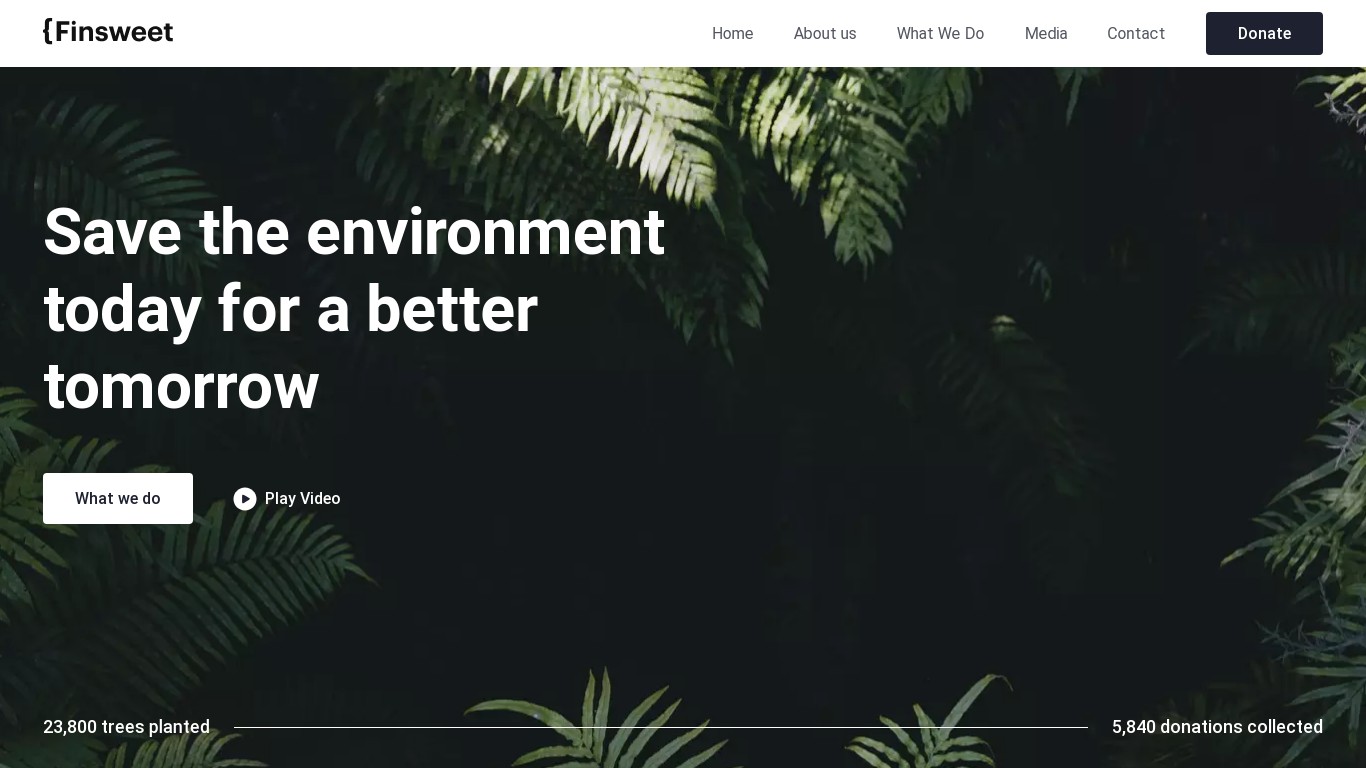 {Finsweet
Home
About us
What We Do
Media
Contact
Donate
Save the environment
today for a better
tomorrow
What we do
Play Video
23,800 trees planted
5,840 donations collected